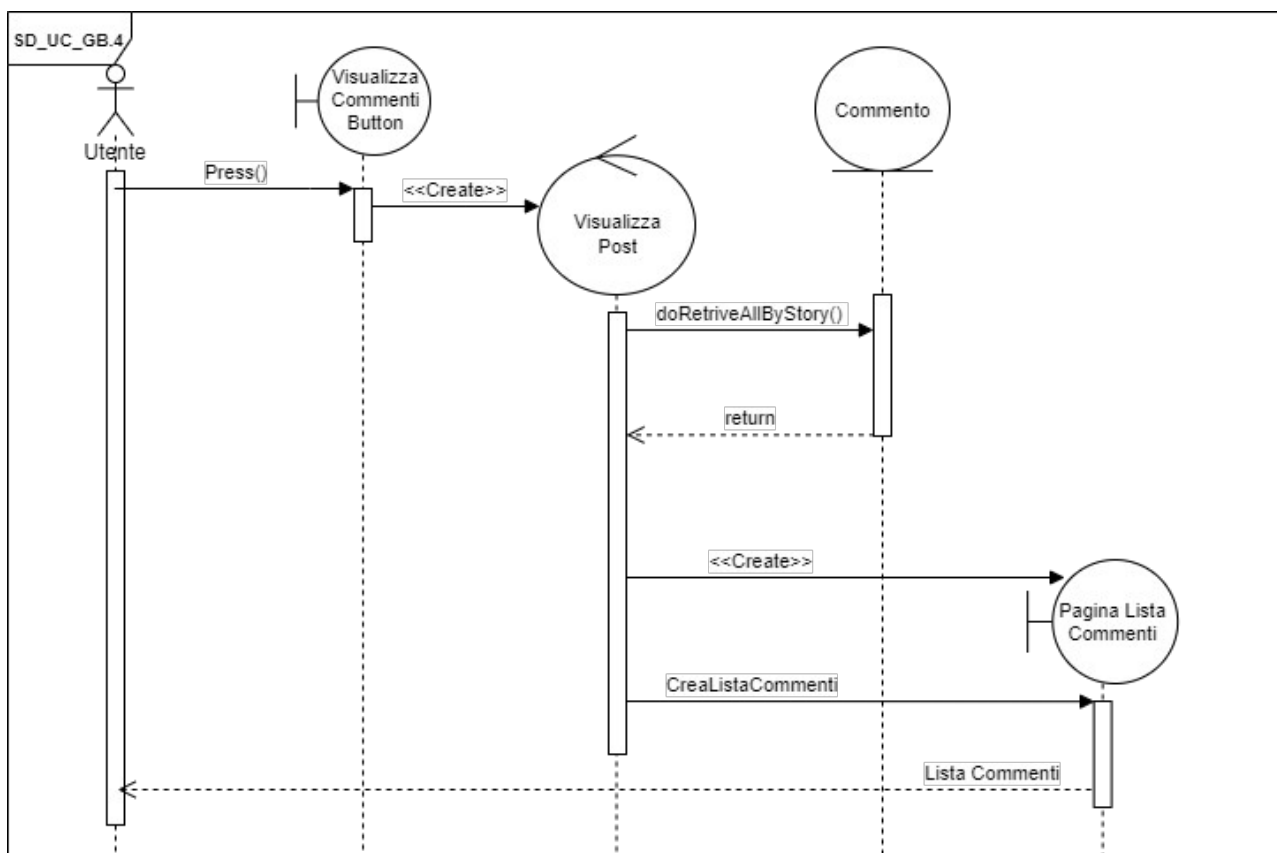 SD_UC_GB.4
Visualizza
Commenti
Button
Commento
Utente
Press()
<<Create>>
Visualizza
Post
doRetriveAllByStory()
return
<<Create>>
Pagina Lista
Commenti
CreaListaCommenti
Lista Commenti